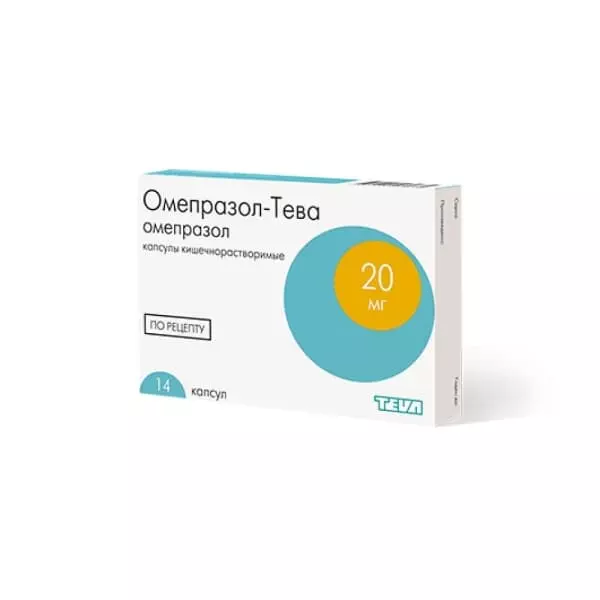 Омепразол-Тева
омепразол
капсулы кишечнорастворимые
20
мг
ПО РЕЦЕПТУ
14 капсул
TEVA